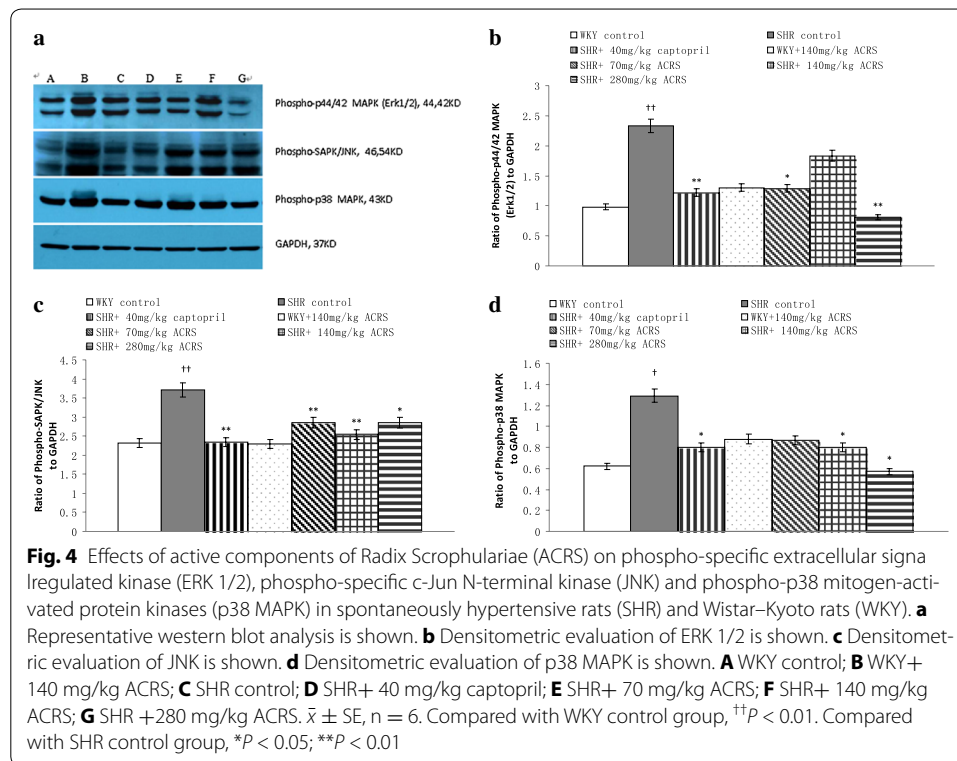 a
A B C D E F G
Phospho-p44/42 MAPK (Erk1/2), 44,42KD
Phospho-SAPK/JNK, 46,54KD
Phospho-p38 MAPK, 43KD
GAPDH, 37KD
b
WKY control
SHR control
SHR+ 40mg/kg captopril
WKY+140mg/kg ACRS
SHR+ 70mg/kg ACRS
SHR+ 140mg/kg ACRS
SHR+ 280mg/kg ACRS
Ratio of Phospho-p44/42 MAPK
(Erk1/2) to GAPDH
3
2.5
2
1.5
1
0.5
0
††
**
*
**
c
WKY control
SHR control
SHR+ 40mg/kg captopril
WKY+140mg/kg ACRS
SHR+ 70mg/kg ACRS
SHR+ 140mg/kg ACRS
SHR+ 280mg/kg ACRS
Ratio of Phospho-SAPK/JNK
to GAPDH
4.5
4
3.5
3
2.5
2
1.5
1
0.5
0
††
**
**
**
*
d
WKY control
SHR control
SHR+ 40mg/kg captopril
WKY+140mg/kg ACRS
SHR+ 70mg/kg ACRS
SHR+ 140mg/kg ACRS
SHR+ 280mg/kg ACRS
Ratio of Phospho-p38 MAPK
to GAPDH
1.6
1.4
1.2
1
0.8
0.6
0.4
0.2
0
†
*
*
*
Fig. 4 Effects of active components of Radix Scrophulariae (ACRS) on phospho-specific extracellular signa
lregulated kinase (ERK 1/2), phospho-specific c-Jun N-terminal kinase (JNK) and phospho-p38 mitogen-acti-
vated protein kinases (p38 MAPK) in spontaneously hypertensive rats (SHR) and Wistar–Kyoto rats (WKY). a
Representative western blot analysis is shown. b Densitometric evaluation of ERK 1/2 is shown. c Densitomet-
ric evaluation of JNK is shown. d Densitometric evaluation of p38 MAPK is shown. A WKY control; B WKY+
140 mg/kg ACRS; C SHR control; D SHR+ 40 mg/kg captopril; E SHR+ 70 mg/kg ACRS; F SHR+ 140 mg/kg
ACRS; G SHR +280 mg/kg ACRS. x̄ ± SE, n = 6. Compared with WKY control group, ††P < 0.01. Compared
with SHR control group, *P < 0.05; **P < 0.01